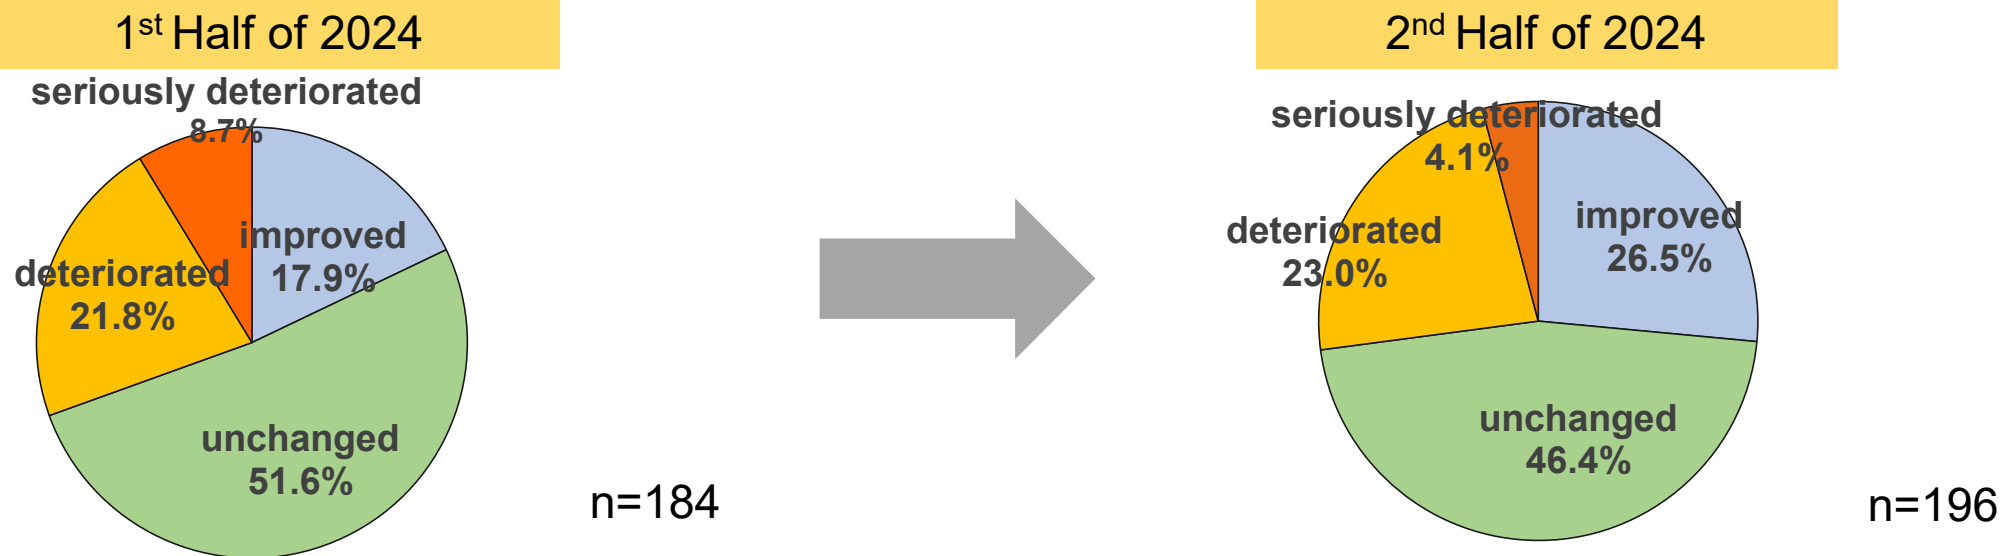 1st Half of 2024
seriously deteriorated
8.7%
improved
17.9%
deteriorated
21.8%
unchanged
51.6%
n=184
2nd Half of 2024
seriously deteriorated
4.1%
improved
26.5%
deteriorated
23.0%
unchanged
46.4%
n=196